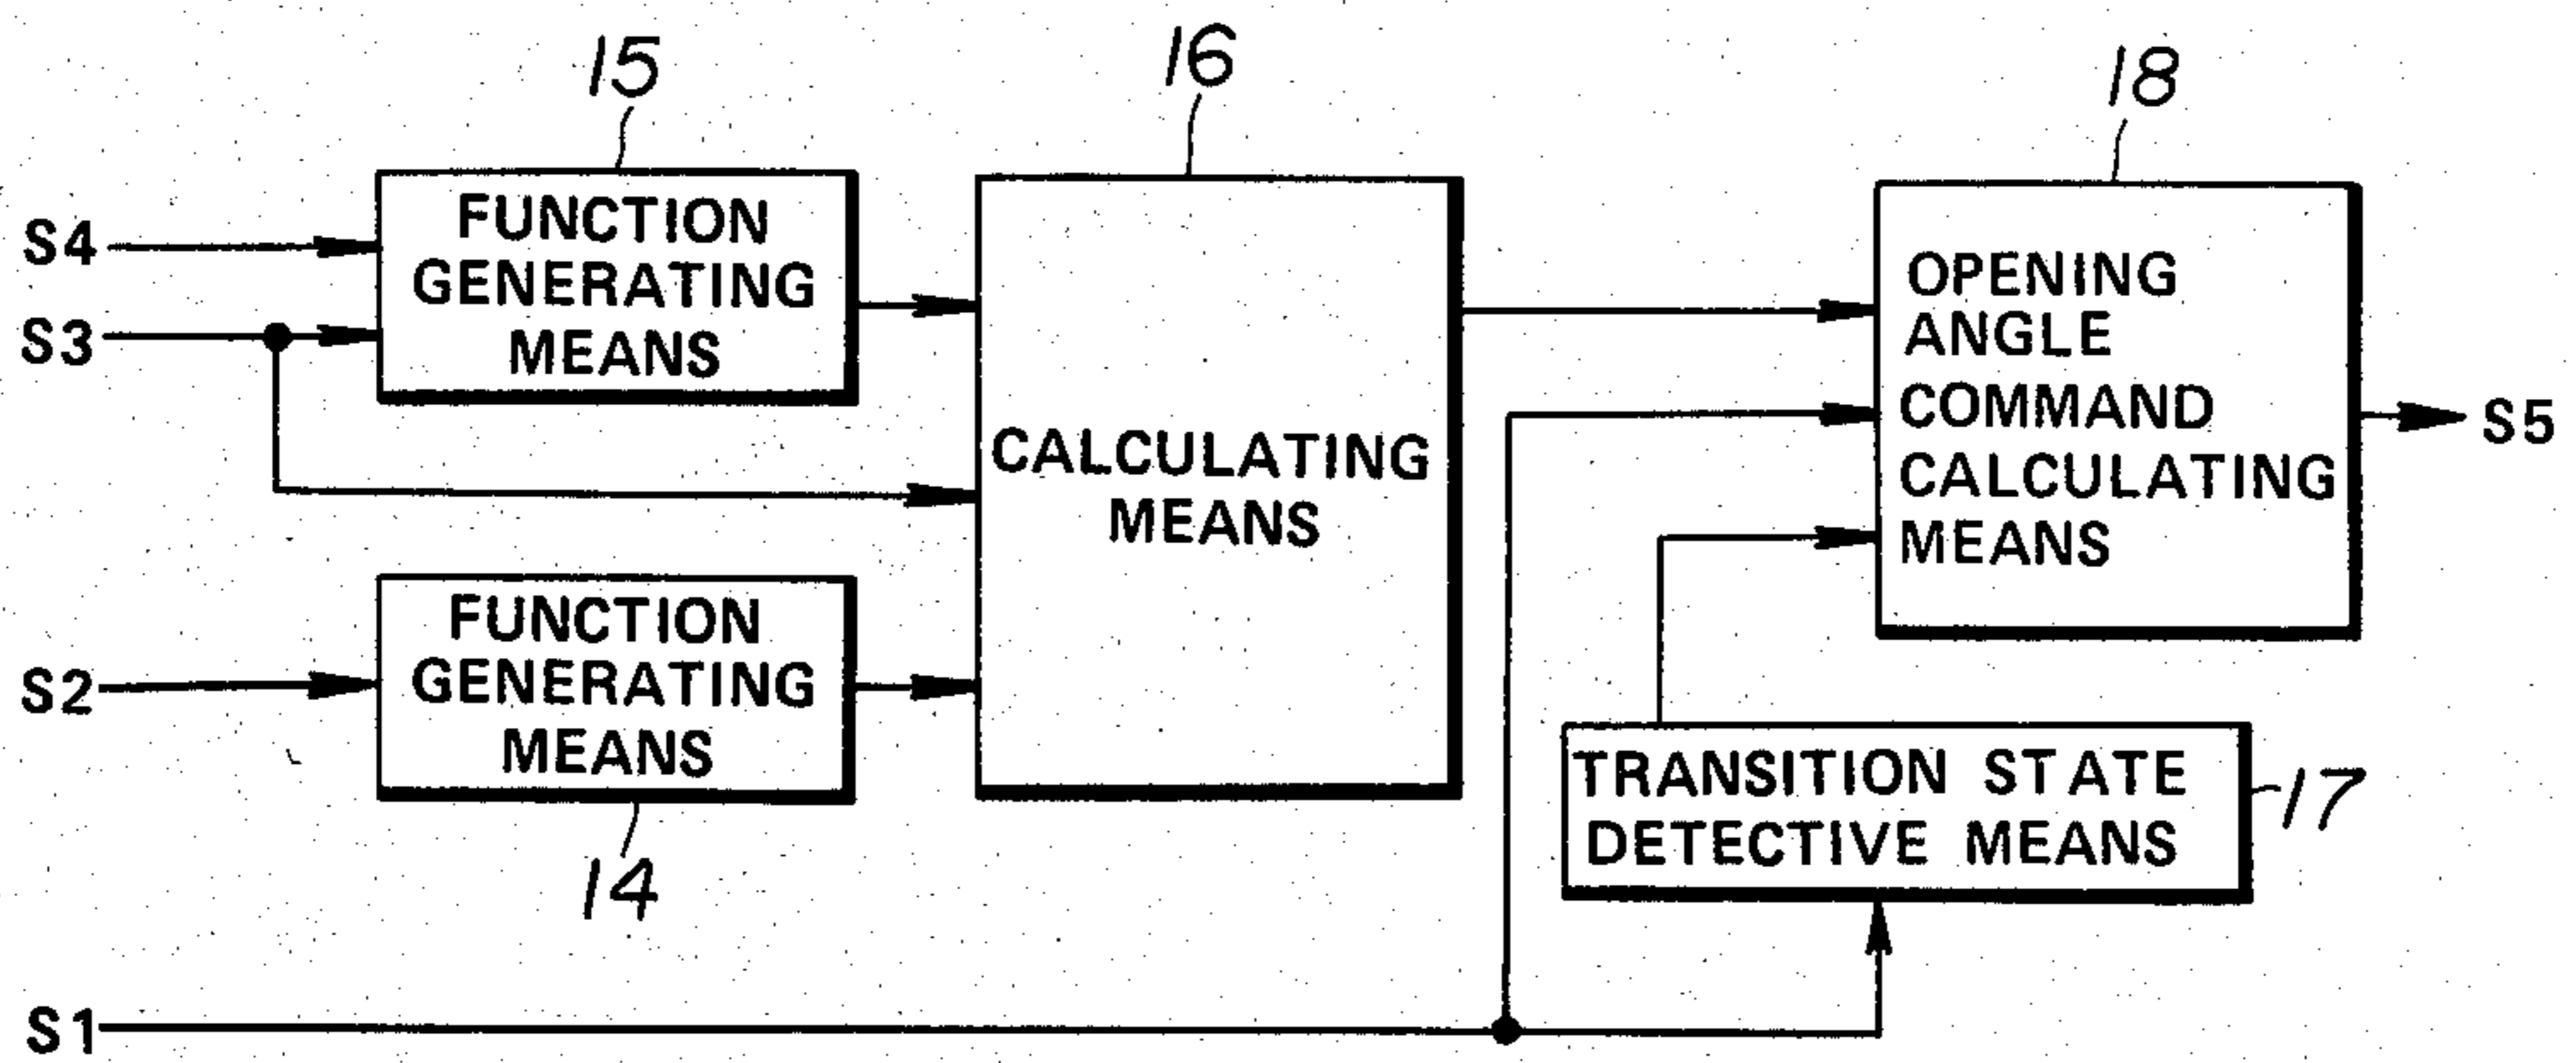 15
16
18
S4
S3
FUNCTION
GENERATING
MEANS
CALCULATING
MEANS
OPENING
ANGLE
COMMAND
CALCULATING
MEANS
S5
S2
FUNCTION
GENERATING
MEANS
14
TRANSITION STATE
DETECTIVE MEANS
17
S1